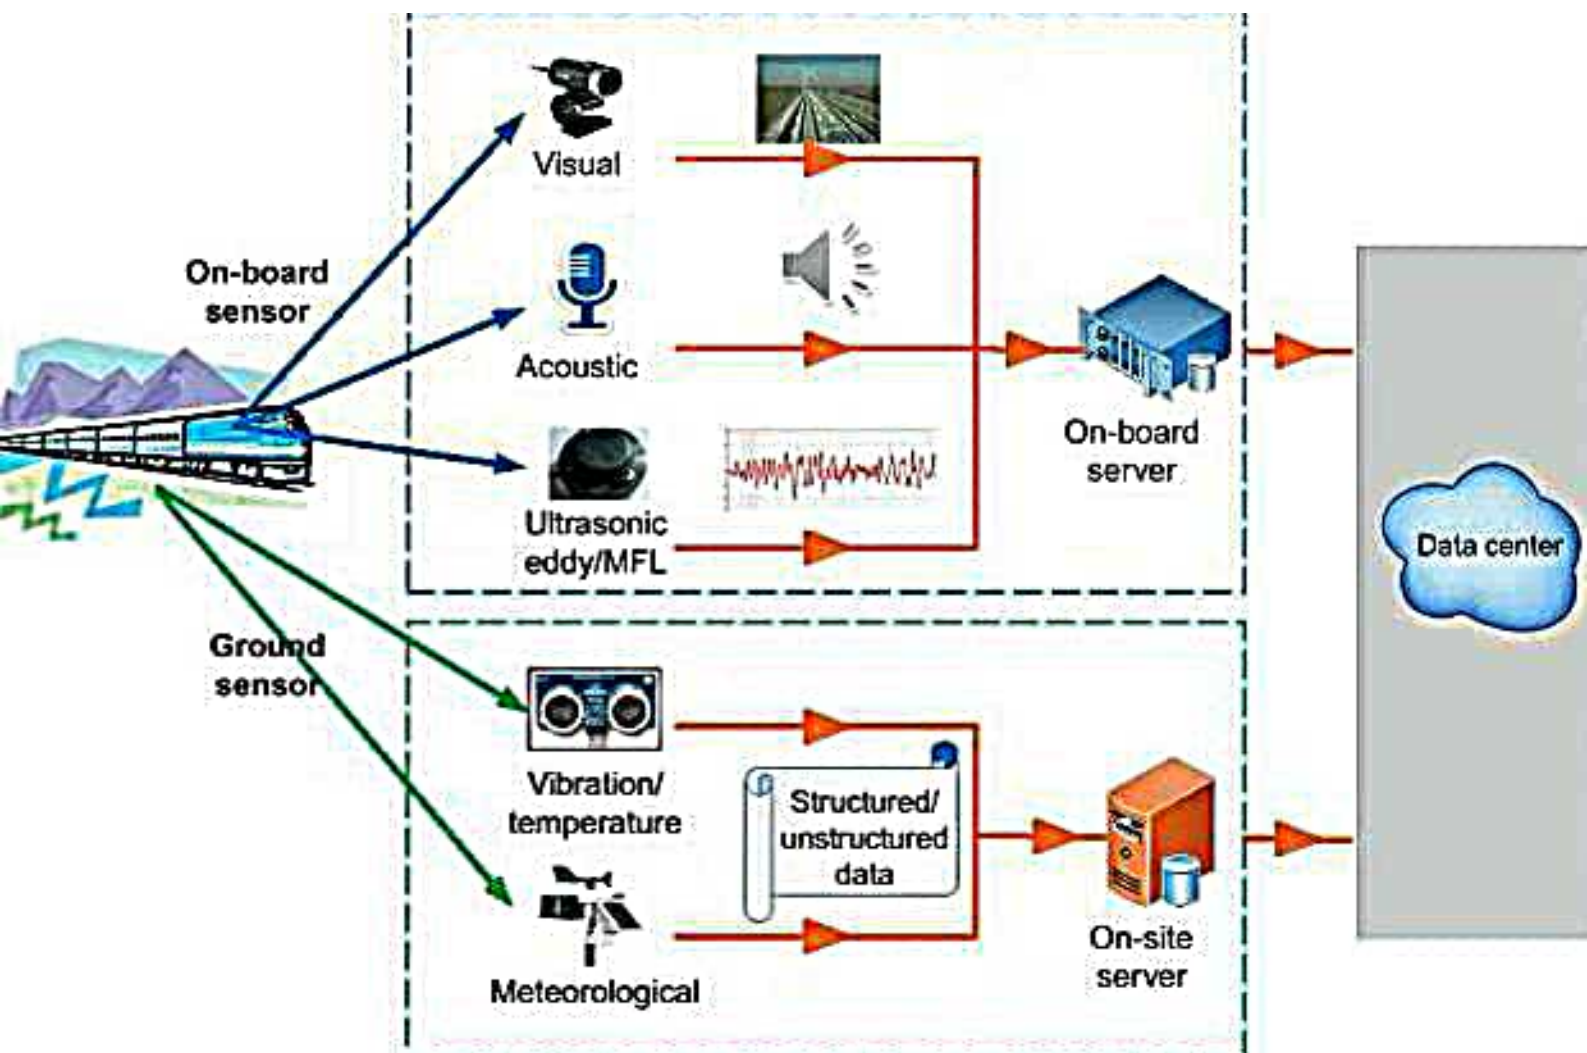 Visual
On-board
sensor
Acoustic
On-board
server
Ultrasonic
eddy/MFL
Data center
Ground
sensor
Vibration/
temperature
Structured/
unstructured
data
On-site
server
Meteorological